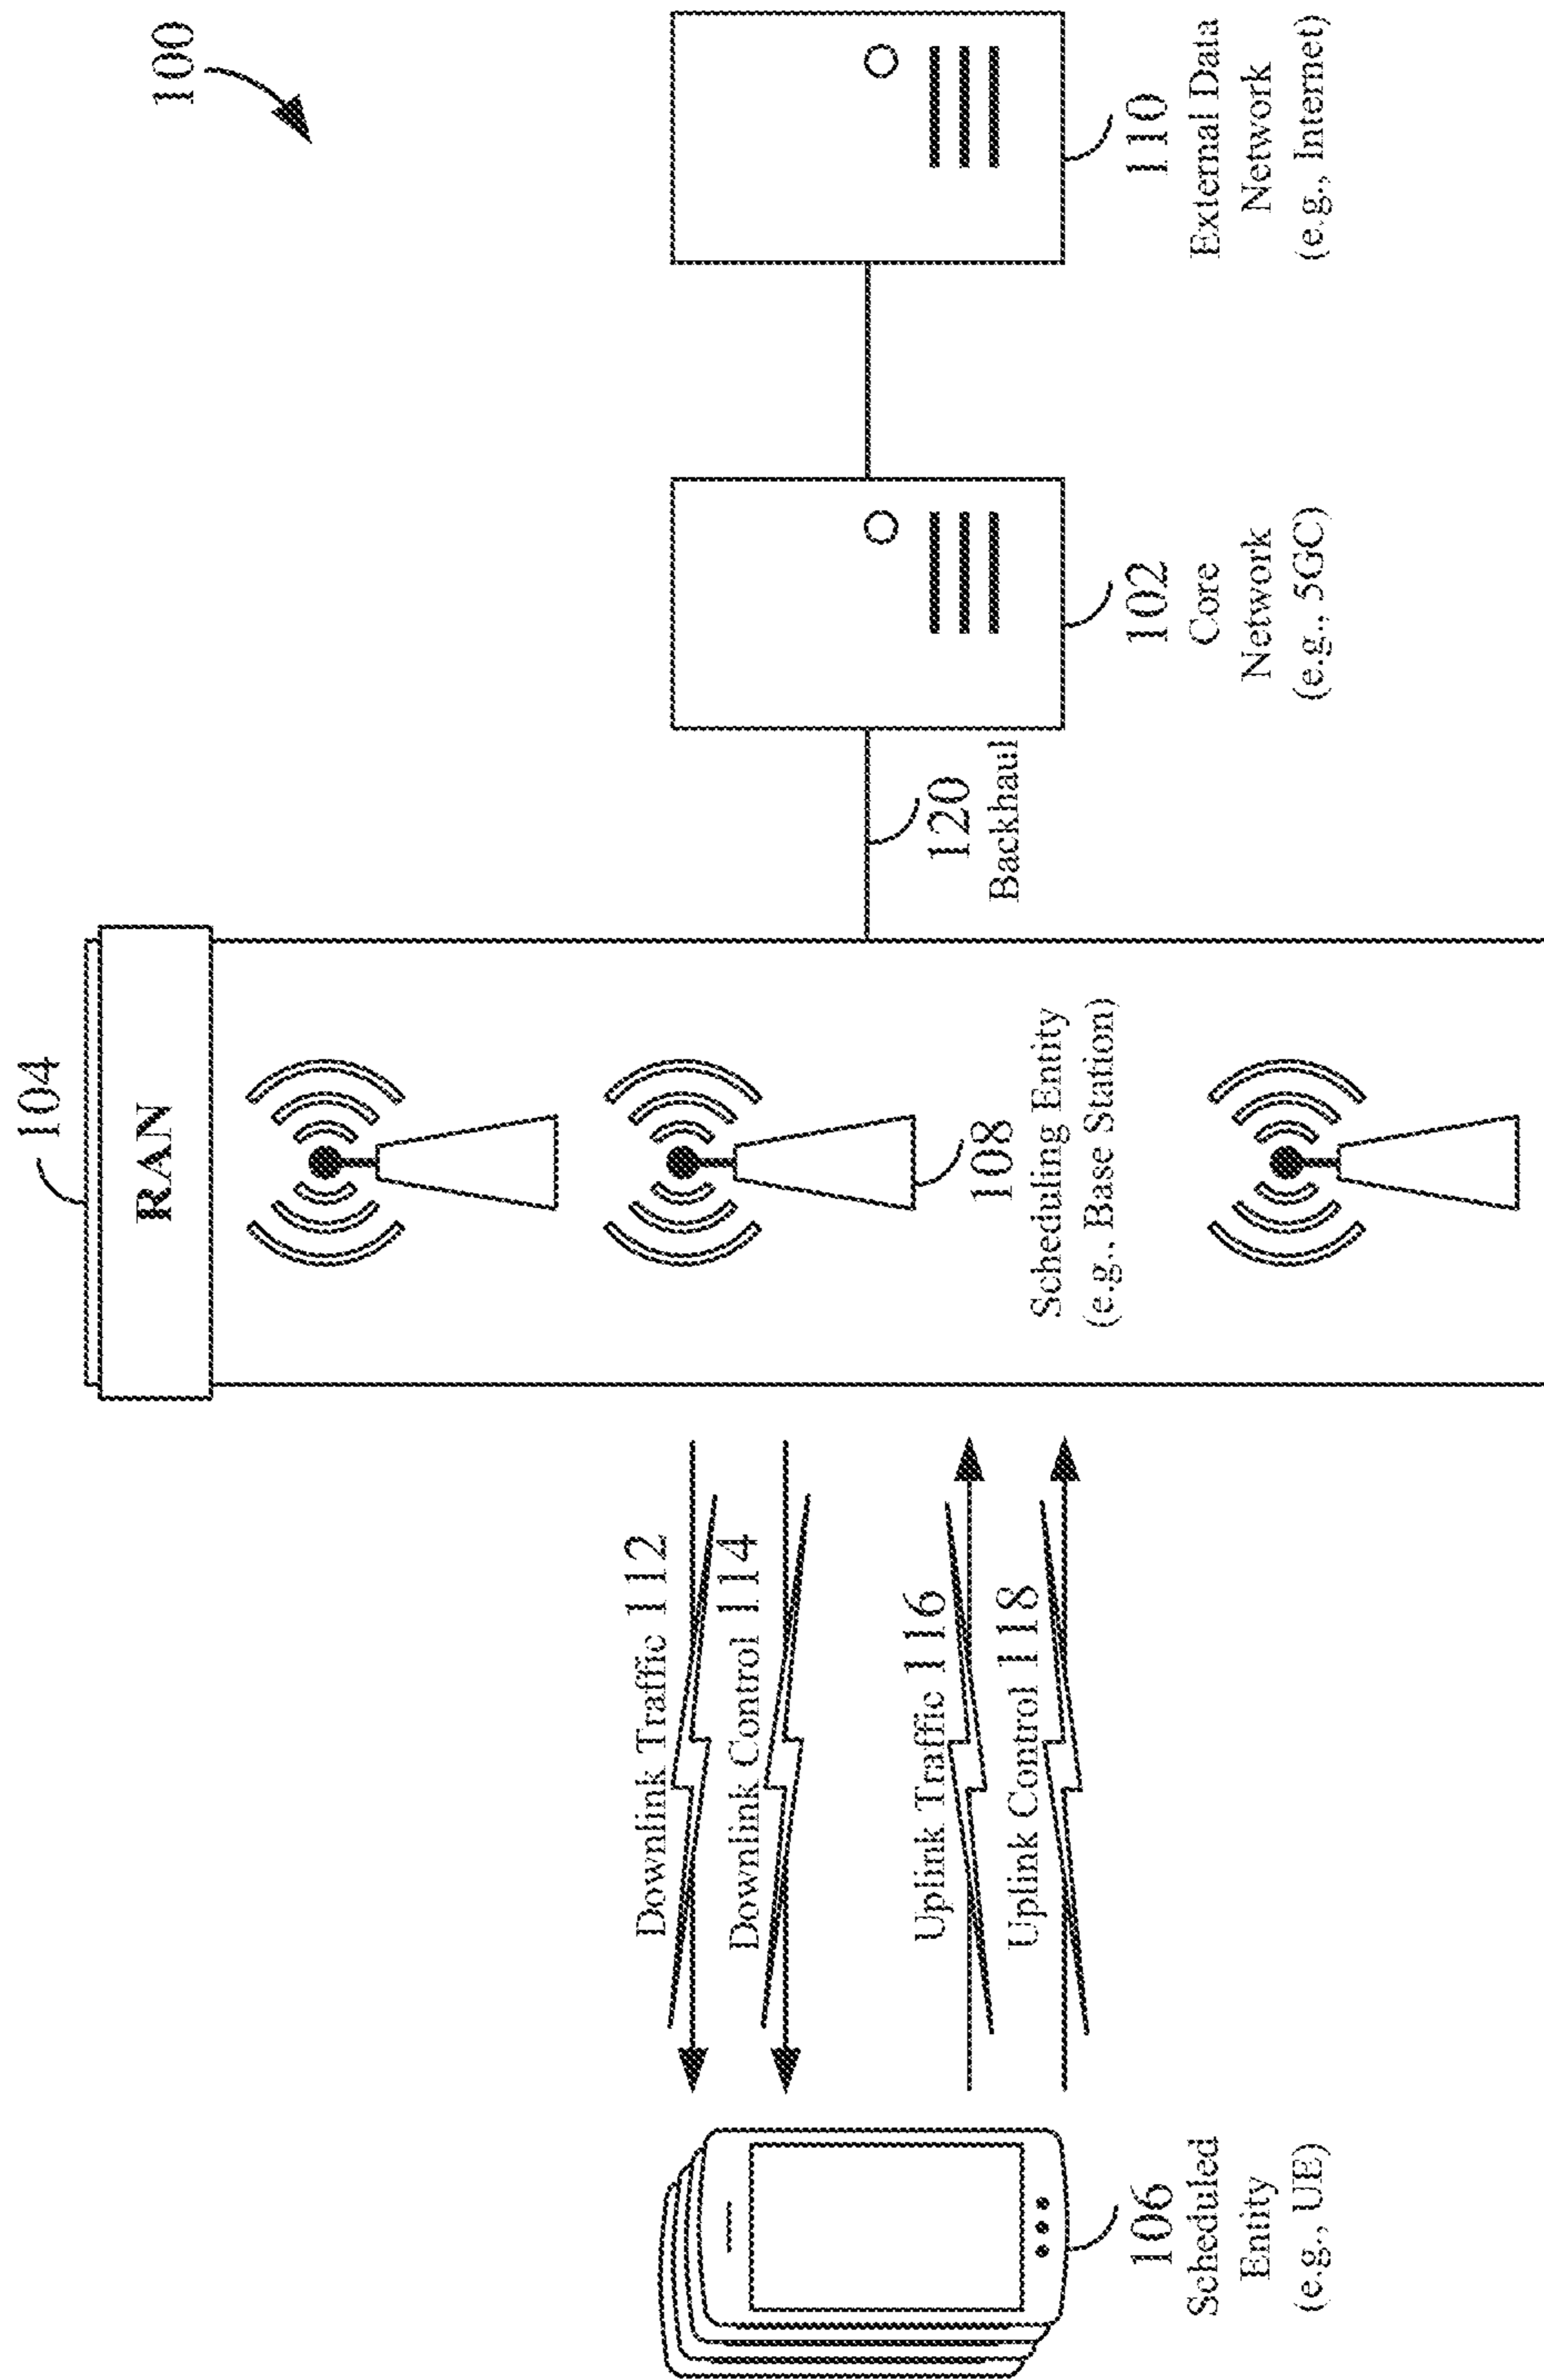 100
104
RAN
Downlink Traffic 112
Downlink Control 114
Uplink Traffic 116
Uplink Control 118
106
Scheduled
Entity
(e.g., UE)
108
Scheduling Entity
(e.g., Base Station)
120
Backhaul
102
Core
Network
(e.g., 5GC)
110
External Data
Network
(e.g., Internet)